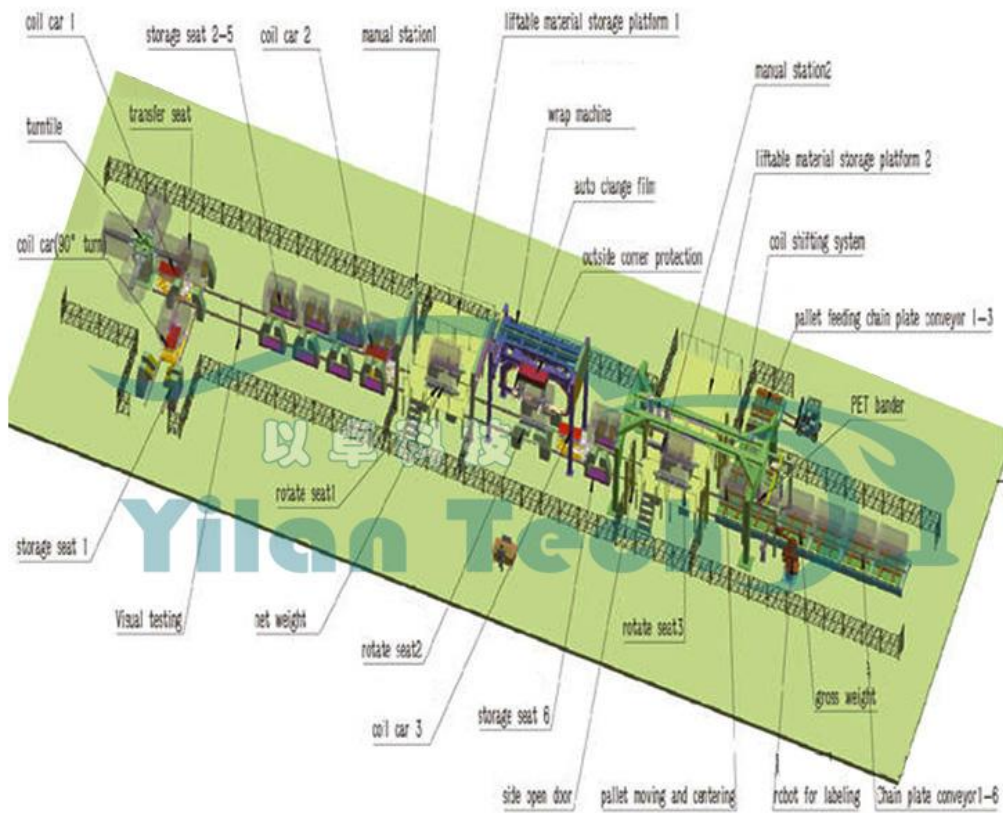 coil car 1
storage seat 2-5
coil car 2
manual station1
liftable material storage platform 1
manual station2
transfer seat
wrap machine
turntile
liftable material storage platform 2
auto change film
coil car(90° turn)
coil shifting system
outside corner protection
pallet feeding chain plate conveyor 1-3
PET bander
以卓科技
Yilan Tech
rotate seat1
storage seat 1
Visual testing
net weight
rotate seat2
rotate seat3
gross weight
coil car 3
storage seat 6
side open door
pallet moving and centering
robot for labeling
Chain plate conveyor1-6